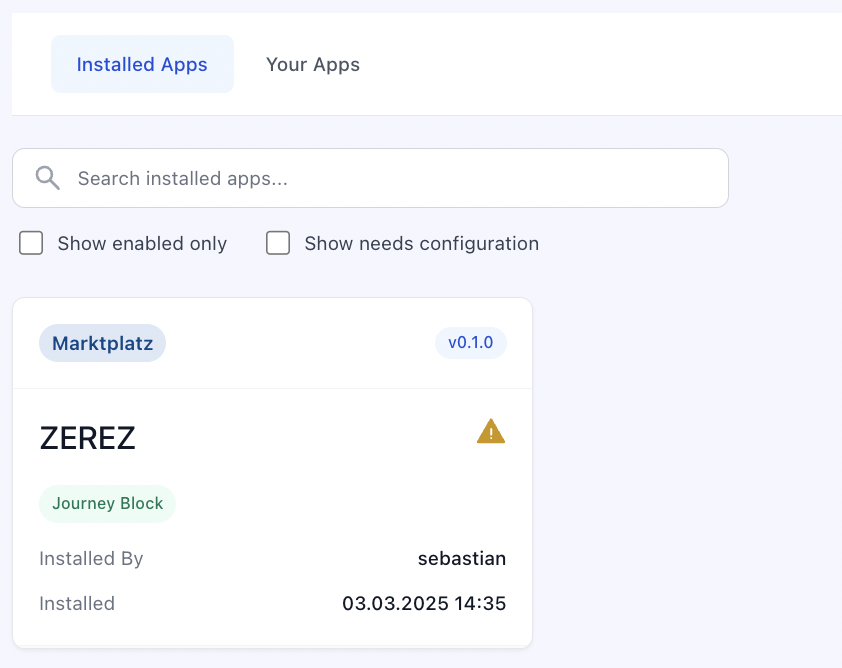 Installed Apps Your Apps
Search installed apps...
Show enabled only Show needs configuration
Marktplatz v0.1.0
ZEREZ
Journey Block
Installed By sebastian
Installed 03.03.2025 14:35